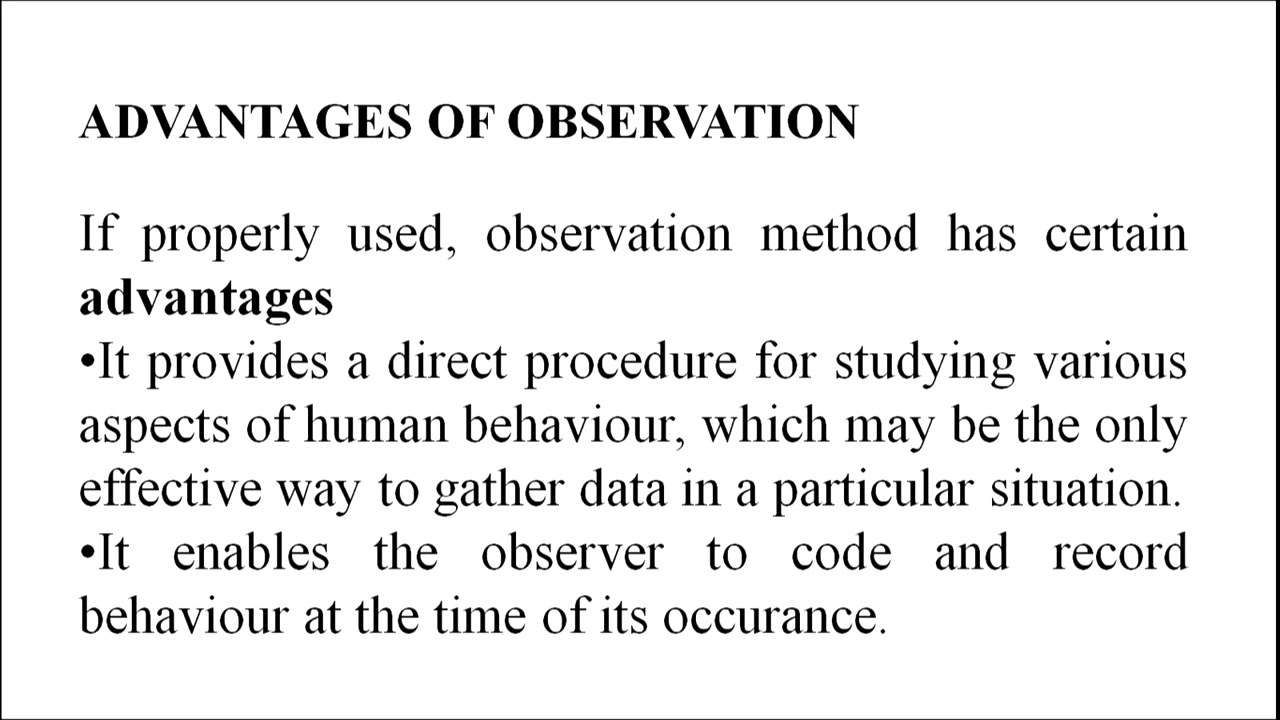 ADVANTAGES OF OBSERVATION
If properly used, observation method has certain
advantages
•It provides a direct procedure for studying various
aspects of human behaviour, which may be the only
effective way to gather data in a particular situation.
•It enables the observer to code and record
behaviour at the time of its occurance.